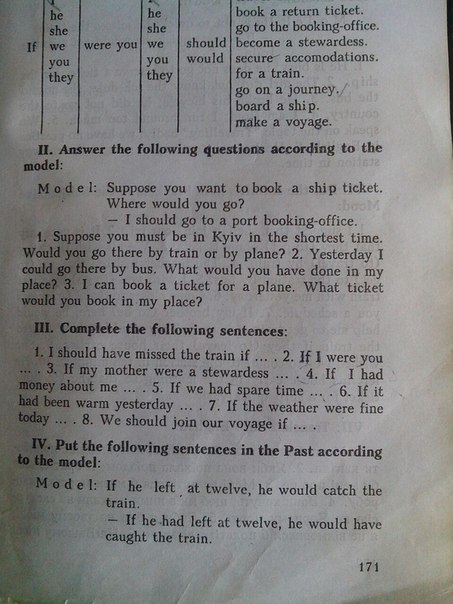 he
she
If we were you
you
they
he
she
we
you
they
should
would
book a return ticket.
go to the booking-office.
become a stewardess.
secure accomodations.
for a train.
go on a journey.
board a ship.
make a voyage.
II. Answer the following questions according to the
model:
Model: Suppose you want to book a ship ticket.
Where would you go?
— I should go to a port booking-office.
1. Suppose you must be in Kyiv in the shortest time.
Would you go there by train or by plane? 2. Yesterday I
could go there by bus. What would you have done in my
place? 3. I can book a ticket for a plane. What ticket
would you book in my place?
III. Complete the following sentences:
1. I should have missed the train if ... . 2. If I were you
... . 3. If my mother were a stewardess ... . 4. If I had
money about me ... . 5. If we had spare time ... . 6. If it
had been warm yesterday ... . 7. If the weather were fine
today ... . 8. We should join our voyage if ... .
IV. Put the following sentences in the Past according
to the model:
Model: If he left at twelve, he would catch the
train.
— If he had left at twelve, he would have
caught the train.
171